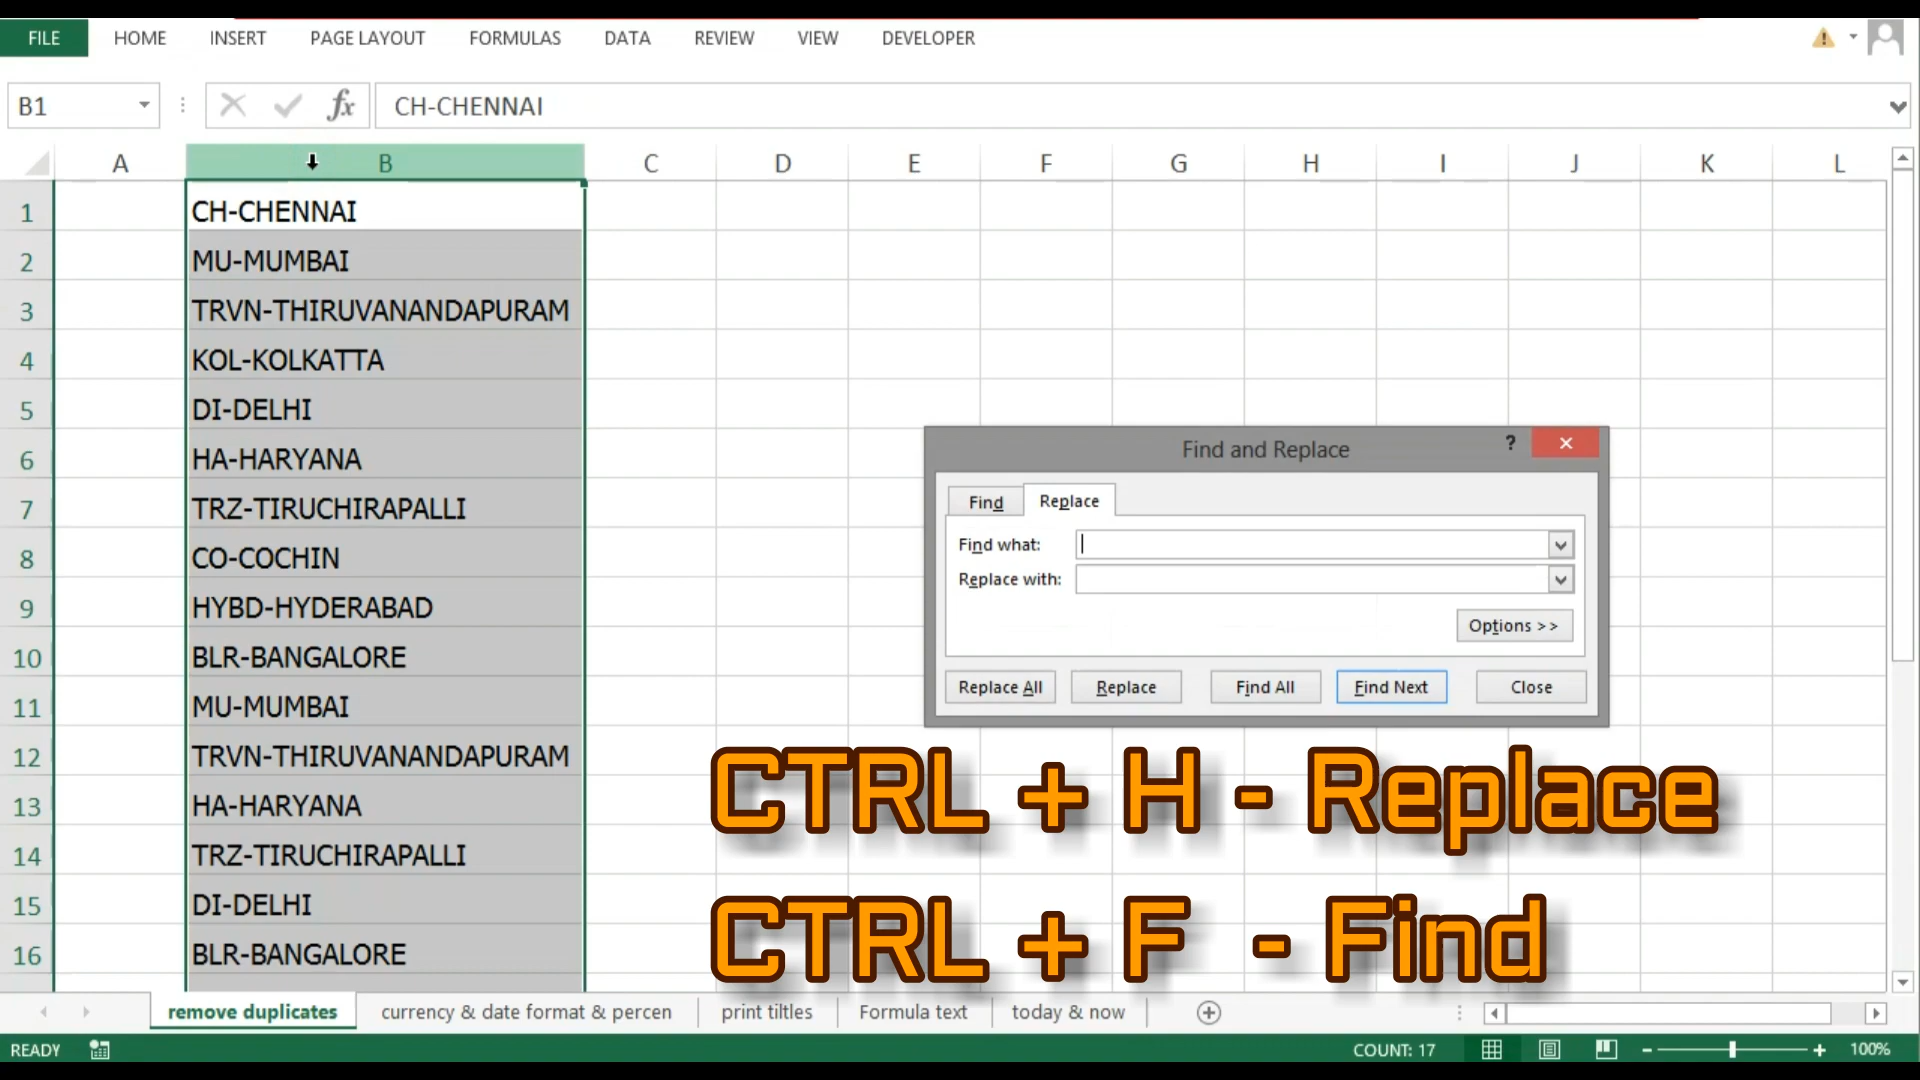 FILE HOME INSERT PAGE LAYOUT FORMULAS DATA REVIEW VIEW DEVELOPER
B1 fx CH-CHENNAI
A B C D E F G H I J K L
1 CH-CHENNAI
2 MU-MUMBAI
3 TRVN-THIRUVANANDAPURAM
4 KOL-KOLKATTA
5 DI-DELHI
6 HA-HARYANA
7 TRZ-TIRUCHIRAPALLI
8 CO-COCHIN
9 HYBD-HYDERABAD
10 BLR-BANGALORE
11 MU-MUMBAI
12 TRVN-THIRUVANANDAPURAM
13 HA-HARYANA
14 TRZ-TIRUCHIRAPALLI
15 DI-DELHI
16 BLR-BANGALORE
Find and Replace ?
Find Replace
Find what:
Replace with:
Options >>
Replace All Replace Find All Find Next Close
CTRL + H - Replace
CTRL + F - Find
remove duplicates currency & date format & percen print tiltles Formula text today & now
READY COUNT: 17 100%